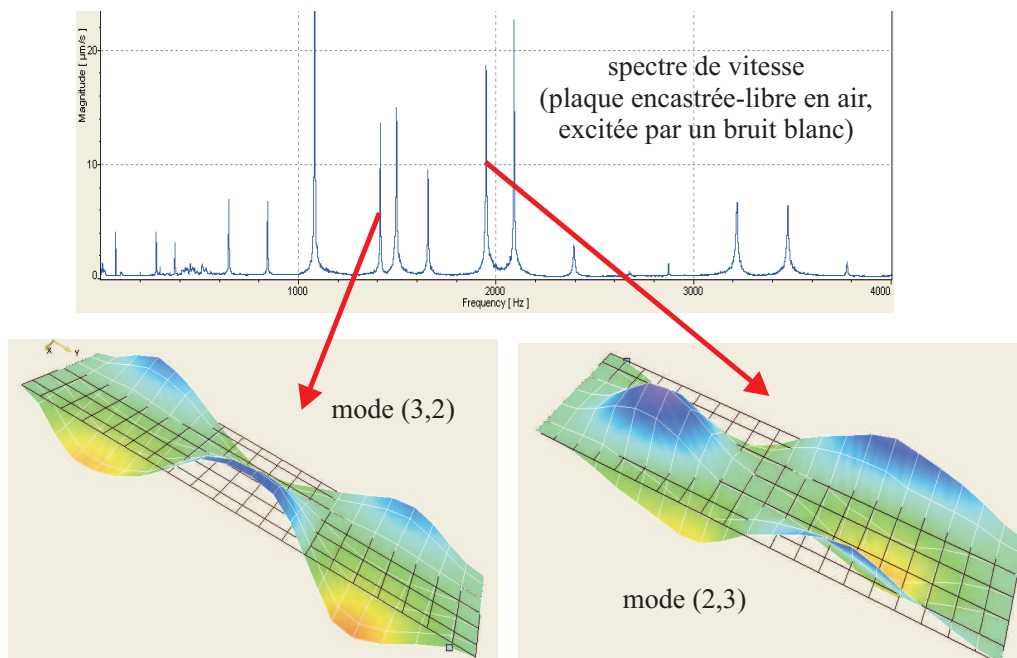 Magnitude [ µm/s ]
20
10
0
spectre de vitesse
(plaque encastrée-libre en air,
excitée par un bruit blanc)
1000
2000
3000
4000
Frequency [ Hz ]
X
Y
mode (3,2)
mode (2,3)